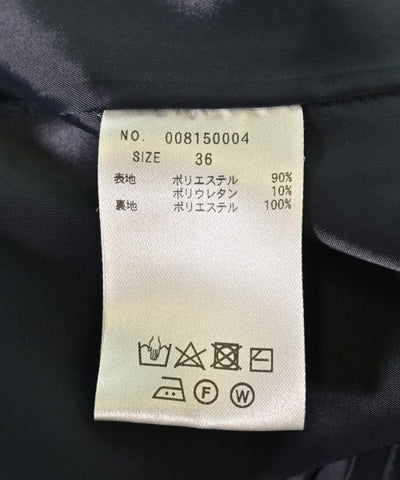 NO. 008150004
SIZE 36
表地 ポリエステル 90%
ポリウレタン 10%
裏地 ポリエステル 100%
F W